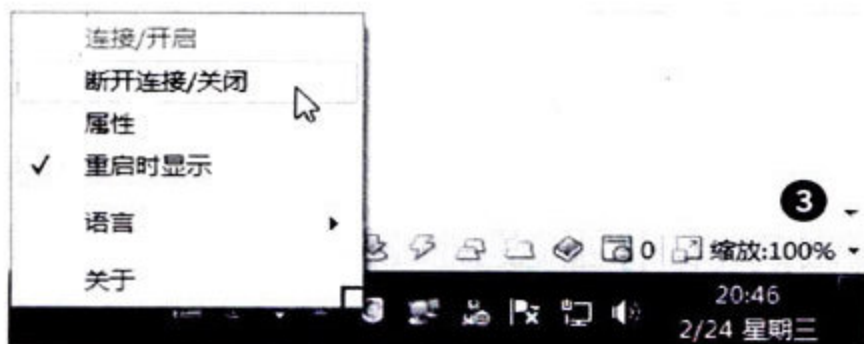 连接/开启
断开连接/关闭
属性
✓ 重启时显示
语言
关于
3
0 缩放:100%
20:46
2/24 星期三